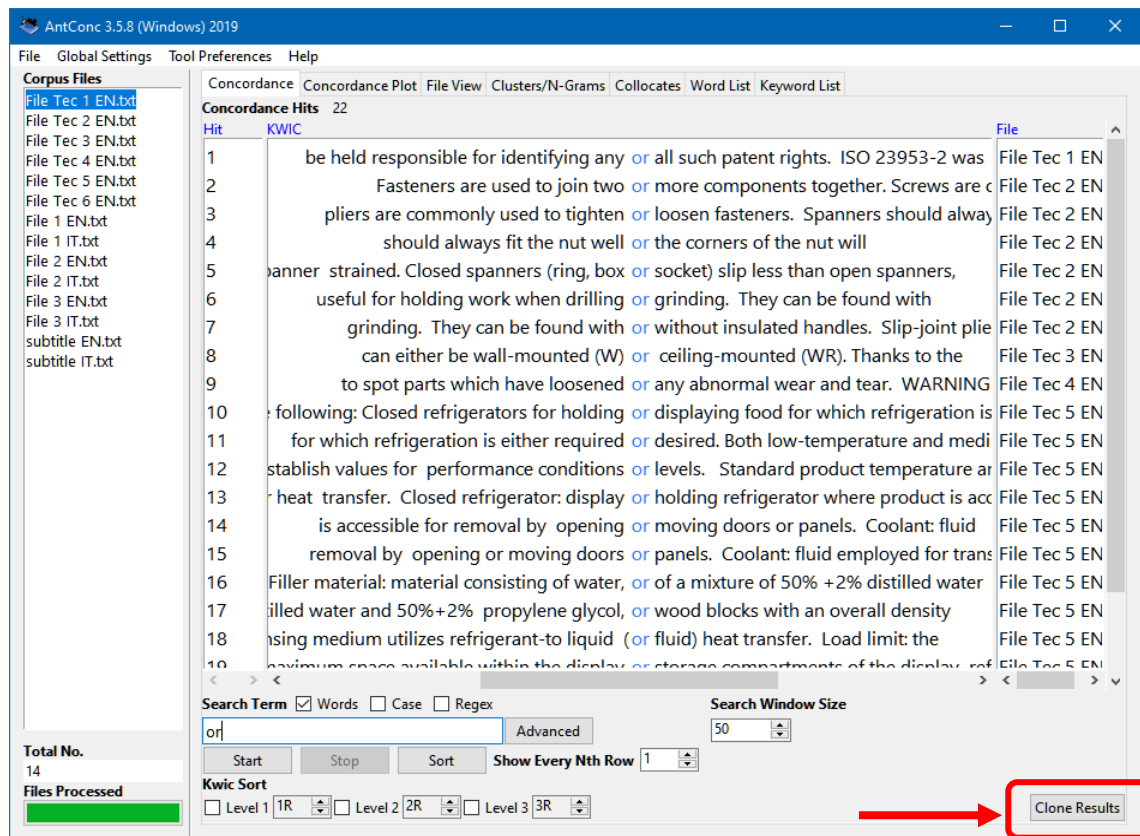 AntConc 3.5.8 (Windows) 2019
File Global Settings Tool Preferences Help
Corpus Files
File Tec 1 EN.txt
File Tec 2 EN.txt
File Tec 3 EN.txt
File Tec 4 EN.txt
File Tec 5 EN.txt
File Tec 6 EN.txt
File 1 EN.txt
File 1 IT.txt
File 2 EN.txt
File 2 IT.txt
File 3 EN.txt
File 3 IT.txt
subtitle EN.txt
subtitle IT.txt
Total No.
14
Files Processed
Concordance Concordance Plot File View Clusters/N-Grams Collocates Word List Keyword List
Concordance Hits 22
Hit KWIC File
1 be held responsible for identifying any or all such patent rights. ISO 23953-2 was File Tec 1 EN
2 Fasteners are used to join two or more components together. Screws are File Tec 2 EN
3 pliers are commonly used to tighten or loosen fasteners. Spanners should alway File Tec 2 EN
4 should always fit the nut well or the corners of the nut will File Tec 2 EN
5 anner strained. Closed spanners (ring, box or socket) slip less than open spanners, File Tec 2 EN
6 useful for holding work when drilling or grinding. They can be found with File Tec 2 EN
7 grinding. They can be found with or without insulated handles. Slip-joint plie File Tec 2 EN
8 can either be wall-mounted (W) or ceiling-mounted (WR). Thanks to the File Tec 3 EN
9 to spot parts which have loosened or any abnormal wear and tear. WARNING File Tec 4 EN
10 following: Closed refrigerators for holding or displaying food for which refrigeration is File Tec 5 EN
11 for which refrigeration is either required or desired. Both low-temperature and medi File Tec 5 EN
12 stablish values for performance conditions or levels. Standard product temperature ar File Tec 5 EN
13 heat transfer. Closed refrigerator: display or holding refrigerator where product is acc File Tec 5 EN
14 is accessible for removal by opening or moving doors or panels. Coolant: fluid File Tec 5 EN
15 removal by opening or moving doors or panels. Coolant: fluid employed for trans File Tec 5 EN
16 Filler material: material consisting of water, or of a mixture of 50% +2% distilled water File Tec 5 EN
17 illed water and 50%+2% propylene glycol, or wood blocks with an overall density File Tec 5 EN
18 nsing medium utilizes refrigerant-to liquid (or fluid) heat transfer. Load limit: the File Tec 5 EN
19 maximum space available within the display or storage compartments of the display ref File Tec 5 EN
Search Term Words Case Regex Search Window Size
or Advanced 50
Start Stop Sort Show Every Nth Row 1
Kwic Sort
Level 1 1R Level 2 2R Level 3 3R Clone Results